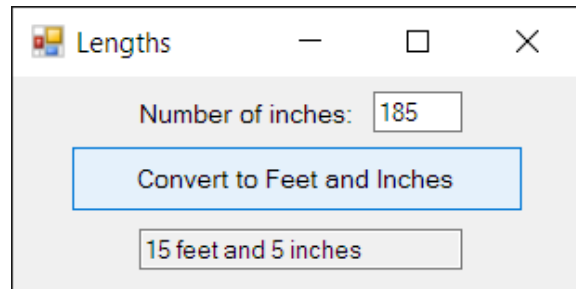 Lengths
Number of inches: 185
Convert to Feet and Inches
15 feet and 5 inches